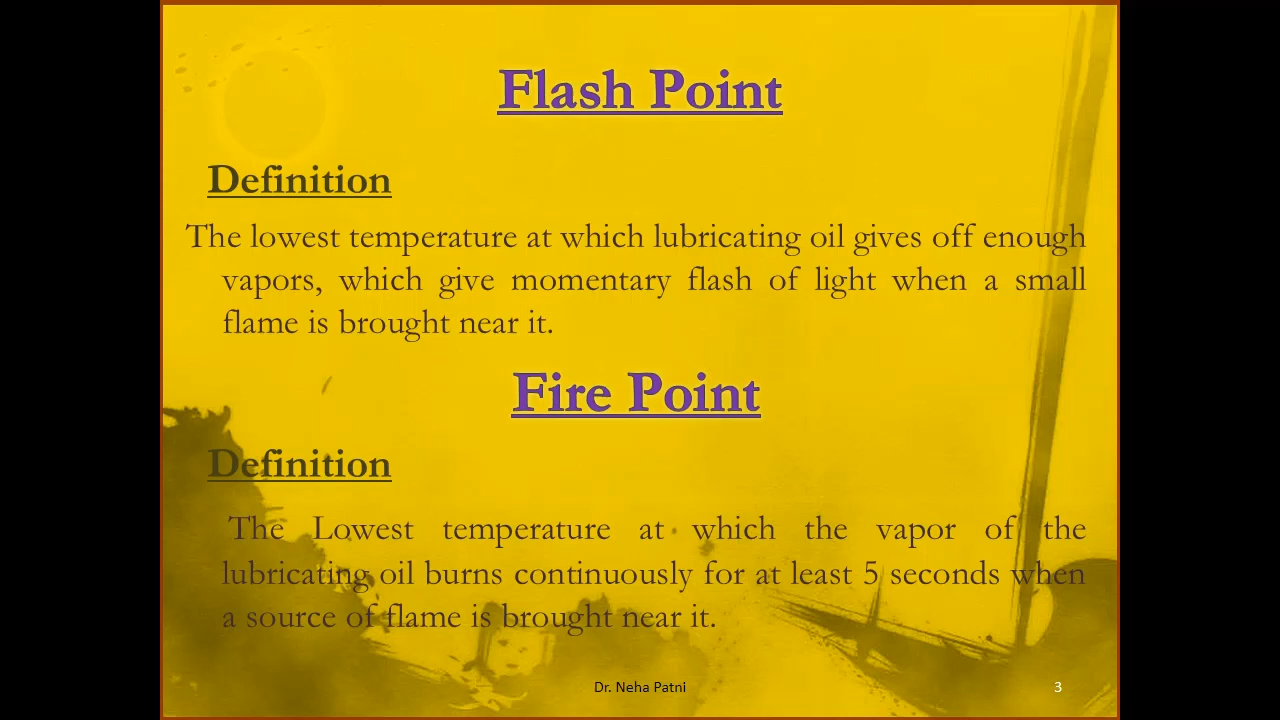 Flash Point
Definition
The lowest temperature at which lubricating oil gives off enough
vapors, which give momentary flash of light when a small
flame is brought near it.
Fire Point
Definition
The Lowest temperature at which the vapor of the
lubricating oil burns continuously for at least 5 seconds when
a source of flame is brought near it.
Dr. Neha Patni
3